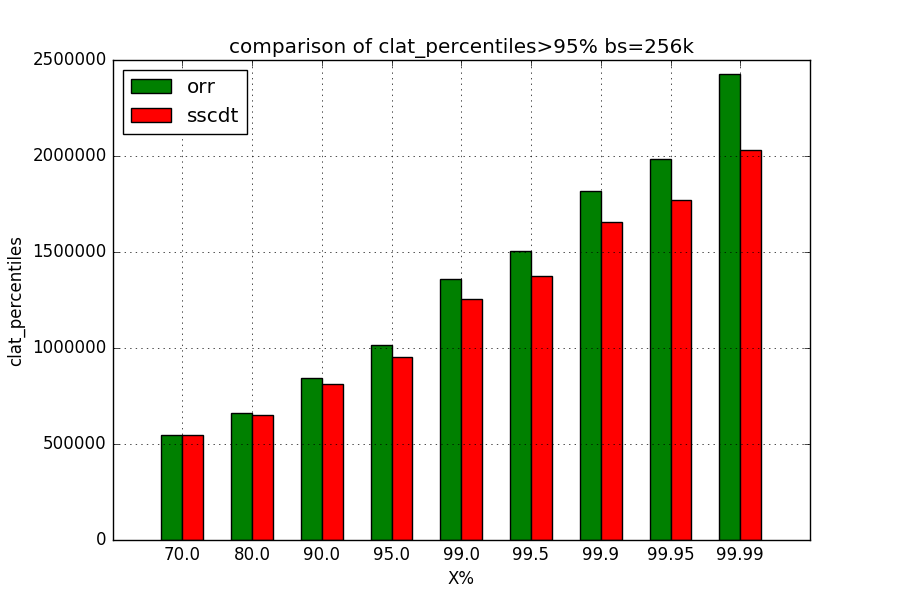 comparison of clat_percentiles>95% bs=256k
2500000
2000000
1500000
1000000
500000
0
clat_percentiles
orr
sscdt
70.0 80.0 90.0 95.0 99.0 99.5 99.9 99.95 99.99
X%